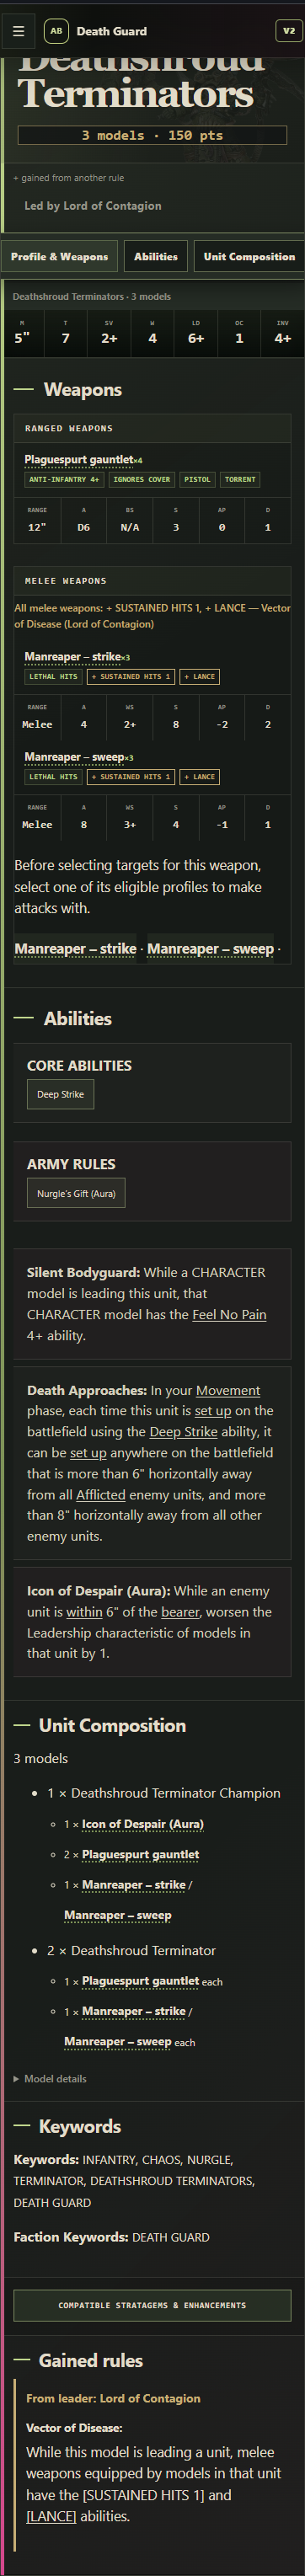 ☰ AB Death Guard V2
Deathshroud
Terminators
3 models · 150 pts
+ gained from another rule
Led by Lord of Contagion
Profile & Weapons Abilities Unit Composition
Deathshroud Terminators · 3 models
M T SV W LD OC INV
5" 7 2+ 4 6+ 1 4+
Weapons
RANGED WEAPONS
Plaguespurt gauntlet×4
ANTI-INFANTRY 4+ IGNORES COVER PISTOL TORRENT
RANGE A BS S AP D
12" D6 N/A 3 0 1
MELEE WEAPONS
All melee weapons: + SUSTAINED HITS 1, + LANCE — Vector
of Disease (Lord of Contagion)
Manreaper – strike×3
LETHAL HITS + SUSTAINED HITS 1 + LANCE
RANGE A WS S AP D
Melee 4 2+ 8 -2 2
Manreaper – sweep×3
LETHAL HITS + SUSTAINED HITS 1 + LANCE
RANGE A WS S AP D
Melee 8 3+ 4 -1 1
Before selecting targets for this weapon,
select one of its eligible profiles to make
attacks with.
Manreaper – strike · Manreaper – sweep ·
Abilities
CORE ABILITIES
Deep Strike
ARMY RULES
Nurgle's Gift (Aura)
Silent Bodyguard: While a CHARACTER
model is leading this unit, that
CHARACTER model has the Feel No Pain
4+ ability.
Death Approaches: In your Movement
phase, each time this unit is set up on the
battlefield using the Deep Strike ability, it
can be set up anywhere on the battlefield
that is more than 6" horizontally away
from all Afflicted enemy units, and more
than 8" horizontally away from all other
enemy units.
Icon of Despair (Aura): While an enemy
unit is within 6" of the bearer, worsen the
Leadership characteristic of models in
that unit by 1.
Unit Composition
3 models
• 1 × Deathshroud Terminator Champion
◦ 1 × Icon of Despair (Aura)
◦ 2 × Plaguespurt gauntlet
◦ 1 × Manreaper – strike /
Manreaper – sweep
• 2 × Deathshroud Terminator
◦ 1 × Plaguespurt gauntlet each
◦ 1 × Manreaper – strike /
Manreaper – sweep each
▶ Model details
Keywords
Keywords: INFANTRY, CHAOS, NURGLE,
TERMINATOR, DEATHSHROUD TERMINATORS,
DEATH GUARD
Faction Keywords: DEATH GUARD
COMPATIBLE STRATAGEMS & ENHANCEMENTS
Gained rules
From leader: Lord of Contagion
Vector of Disease:
While this model is leading a unit, melee
weapons equipped by models in that unit
have the [SUSTAINED HITS 1] and
[LANCE] abilities.